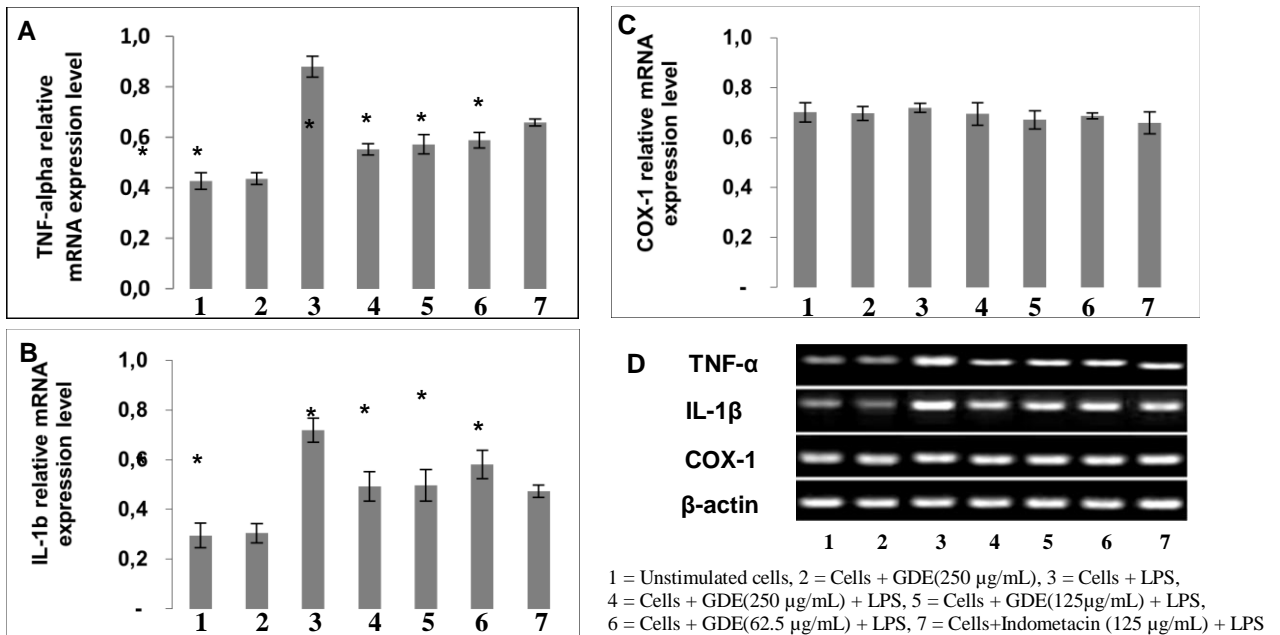 A
TNF-alpha relative
mRNA expression level
1,0
0,8
0,6
0,4
0,2
0,0
*
*
*
*
*
*
1 2 3 4 5 6 7
B
IL-1b relative mRNA
expression level
1,0
0,8
0,6
0,4
0,2
-
*
*
*
*
*
*
1 2 3 4 5 6 7
C
COX-1 relative mRNA
expression level
1,0
0,8
0,6
0,4
0,2
-
1 2 3 4 5 6 7
D
TNF-α
IL-1β
COX-1
β-actin
1 2 3 4 5 6 7
1 = Unstimulated cells, 2 = Cells + GDE(250 µg/mL), 3 = Cells + LPS,
4 = Cells + GDE(250 µg/mL) + LPS, 5 = Cells + GDE(125µg/mL) + LPS,
6 = Cells + GDE(62.5 µg/mL) + LPS, 7 = Cells+Indometacin (125 µg/mL) + LPS